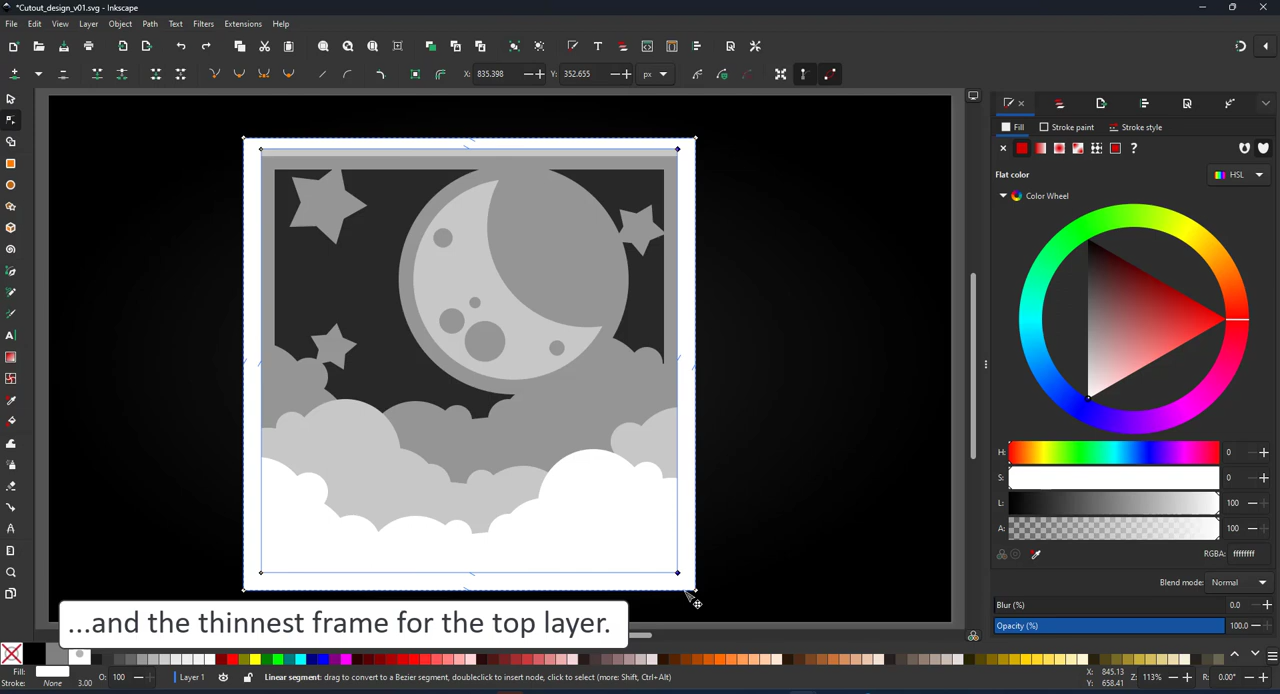 *Cutout_design_v01.svg - Inkscape
File Edit View Layer Object Path Text Filters Extensions Help
X: 835.398 Y: 352.655 px
Fill Stroke paint Stroke style
?
Flat color HSL
Color Wheel
H: 0
S: 0
L: 100
A: 100
RGBA: ffffffff
Blend mode: Normal
Blur (%) 0.0
Opacity (%) 100.0
...and the thinnest frame for the top layer.
Fill:
Stroke: None 3.00
O: 100
Layer 1
Linear segment: drag to convert to a Bezier segment, doubleclick to insert node, click to select (more: Shift, Ctrl+Alt)
X: 845.13
Y: 658.41
Z: 113%
R: 0.00°